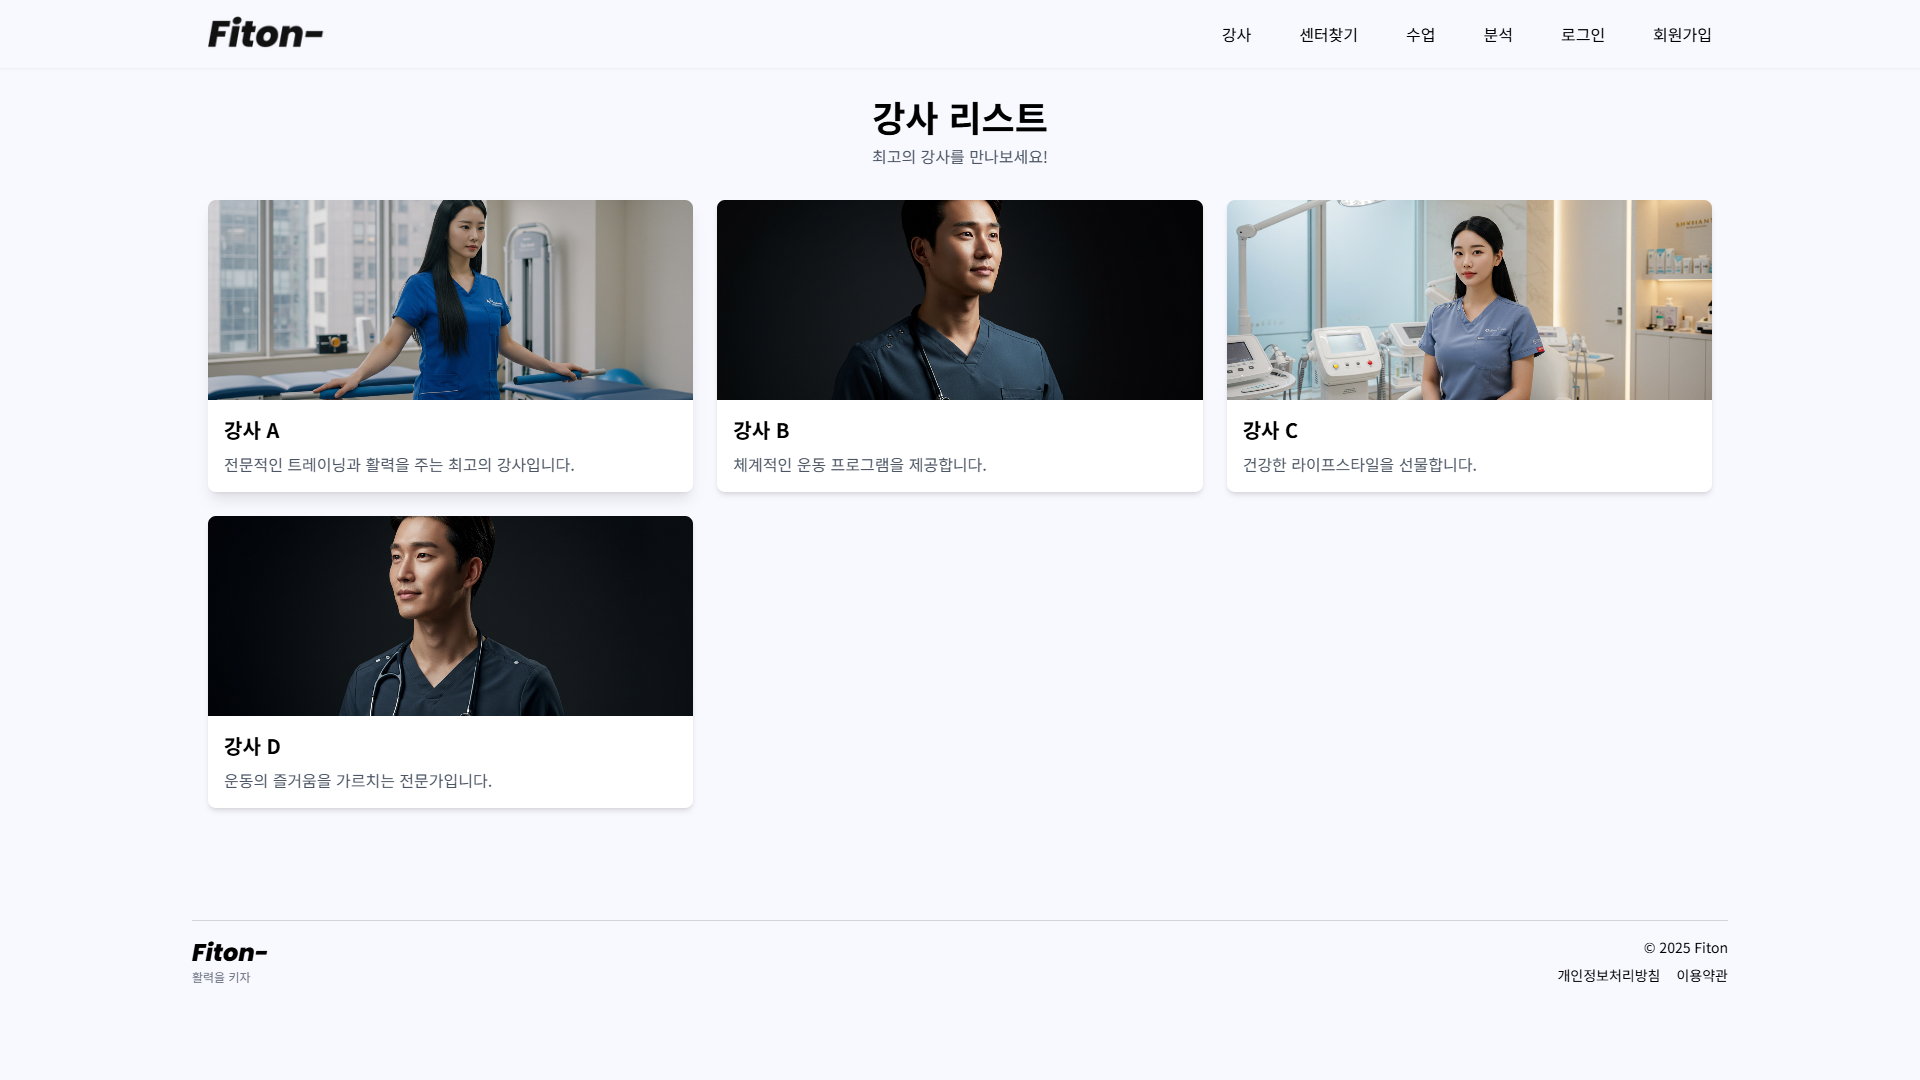 Fiton-
강사 센터찾기 수업 분석 로그인 회원가입
강사 리스트
최고의 강사를 만나보세요!
강사 A
전문적인 트레이닝과 활력을 주는 최고의 강사입니다.
강사 B
체계적인 운동 프로그램을 제공합니다.
강사 C
건강한 라이프스타일을 선물합니다.
강사 D
운동의 즐거움을 가르치는 전문가입니다.
Fiton-
활력을 키자
© 2025 Fiton
개인정보처리방침 이용약관